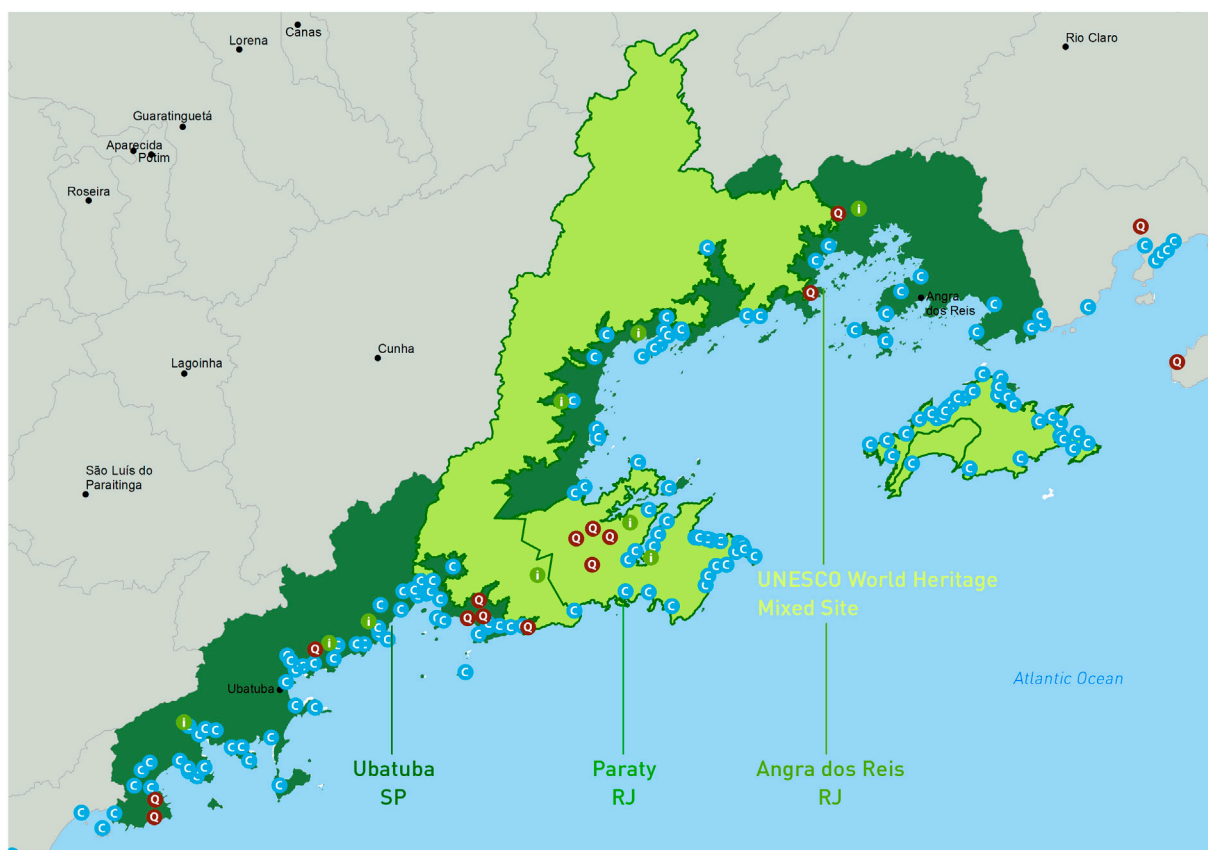 Canas
Lorena
Rio Claro
Guaratinguetá
Aparecida
Potim
Roseira
Angra
dos Reis
Cunha
Lagoinha
São Luís do
Paraitinga
UNESCO World Heritage
Mixed Site
Atlantic Ocean
Ubatuba
Ubatuba
SP
Paraty
RJ
Angra dos Reis
RJ